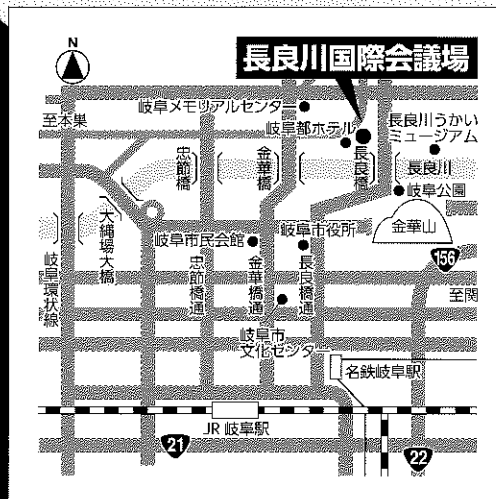 N
長良川国際会議場
岐阜メモリアルセンター
至本巣
岐阜都ホテル
長良川うかい
ミュージアム
忠節橋
金華橋
長良橋
長良川
岐阜公園
大縄場大橋
金華山
岐阜市民会館
岐阜市役所
岐阜環状線
忠節橋通
金華橋通
長良橋通
156
至関
岐阜市
文化センター
名鉄岐阜駅
JR 岐阜駅
21
22